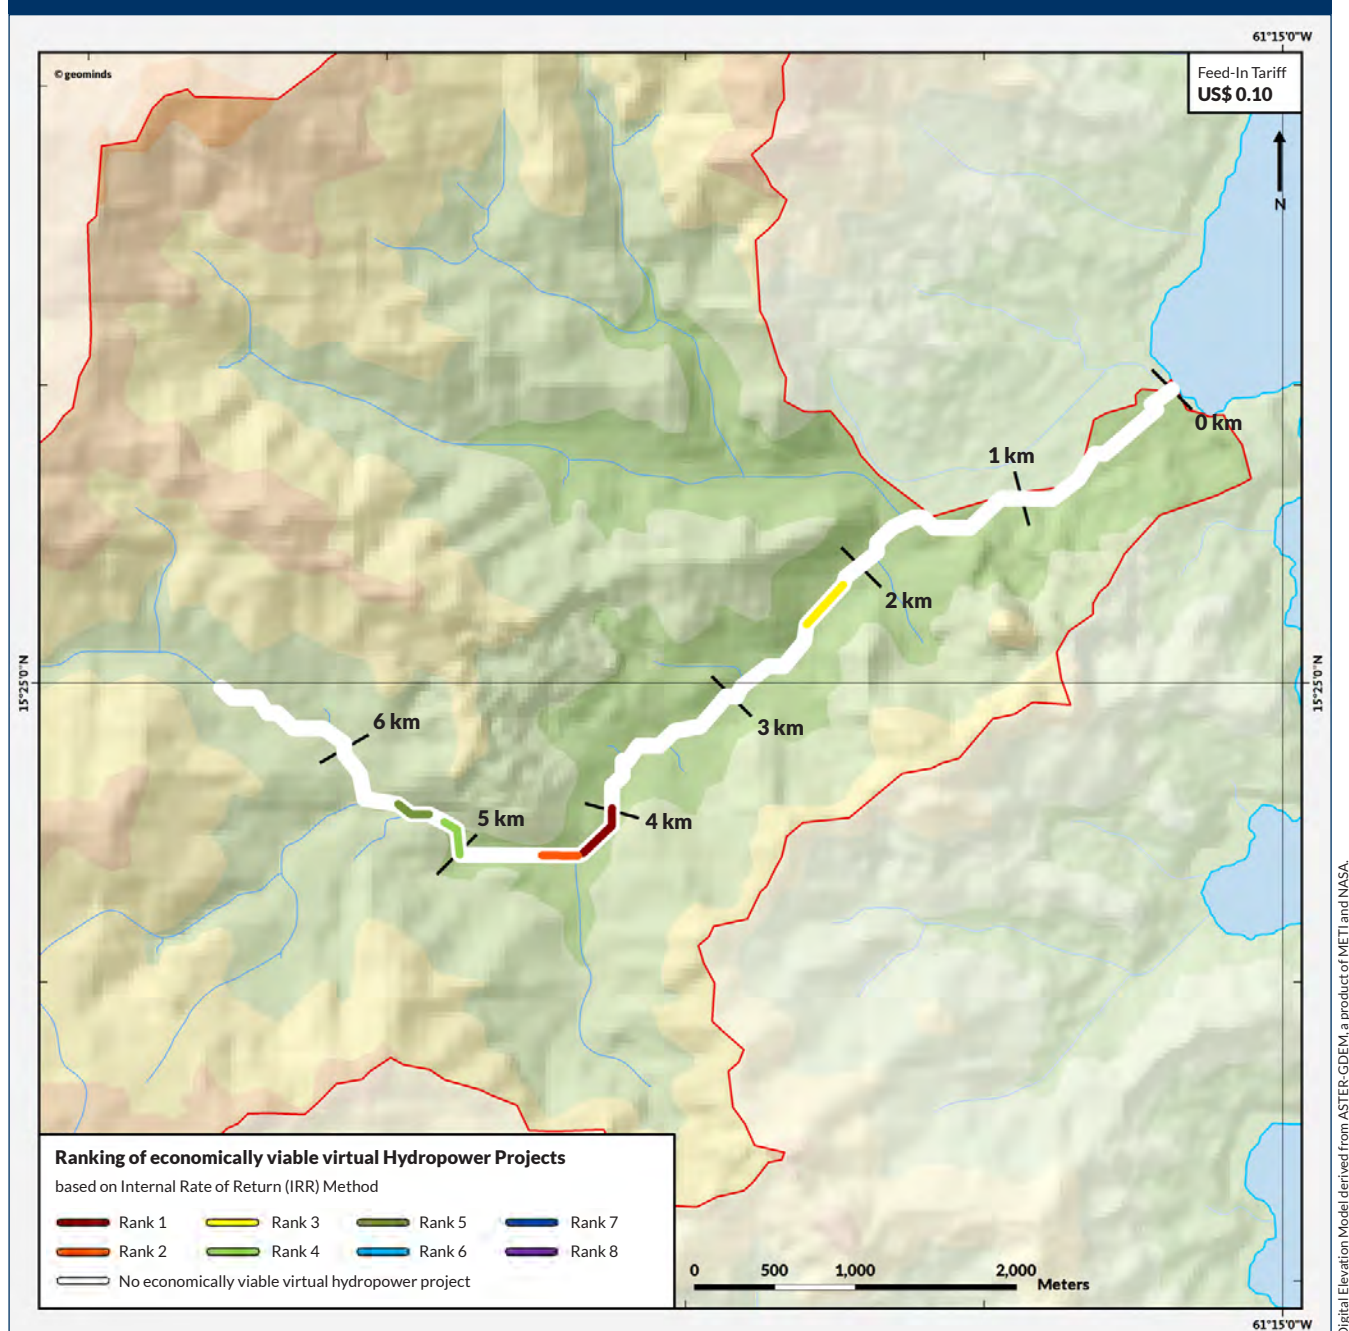 61°15'0"W
© geominds
Feed-In Tariff
US$ 0.10
N
0 km
1 km
2 km
15°25'0"N
15°25'0"N
3 km
6 km
5 km
4 km
Ranking of economically viable virtual Hydropower Projects
based on Internal Rate of Return (IRR) Method
Rank 1
Rank 3
Rank 5
Rank 7
Rank 2
Rank 4
Rank 6
Rank 8
No economically viable virtual hydropower project
0
500
1,000
2,000
Meters
61°15'0"W
Digital Elevation Model derived from ASTER-GDEM, a product of METI and NASA.